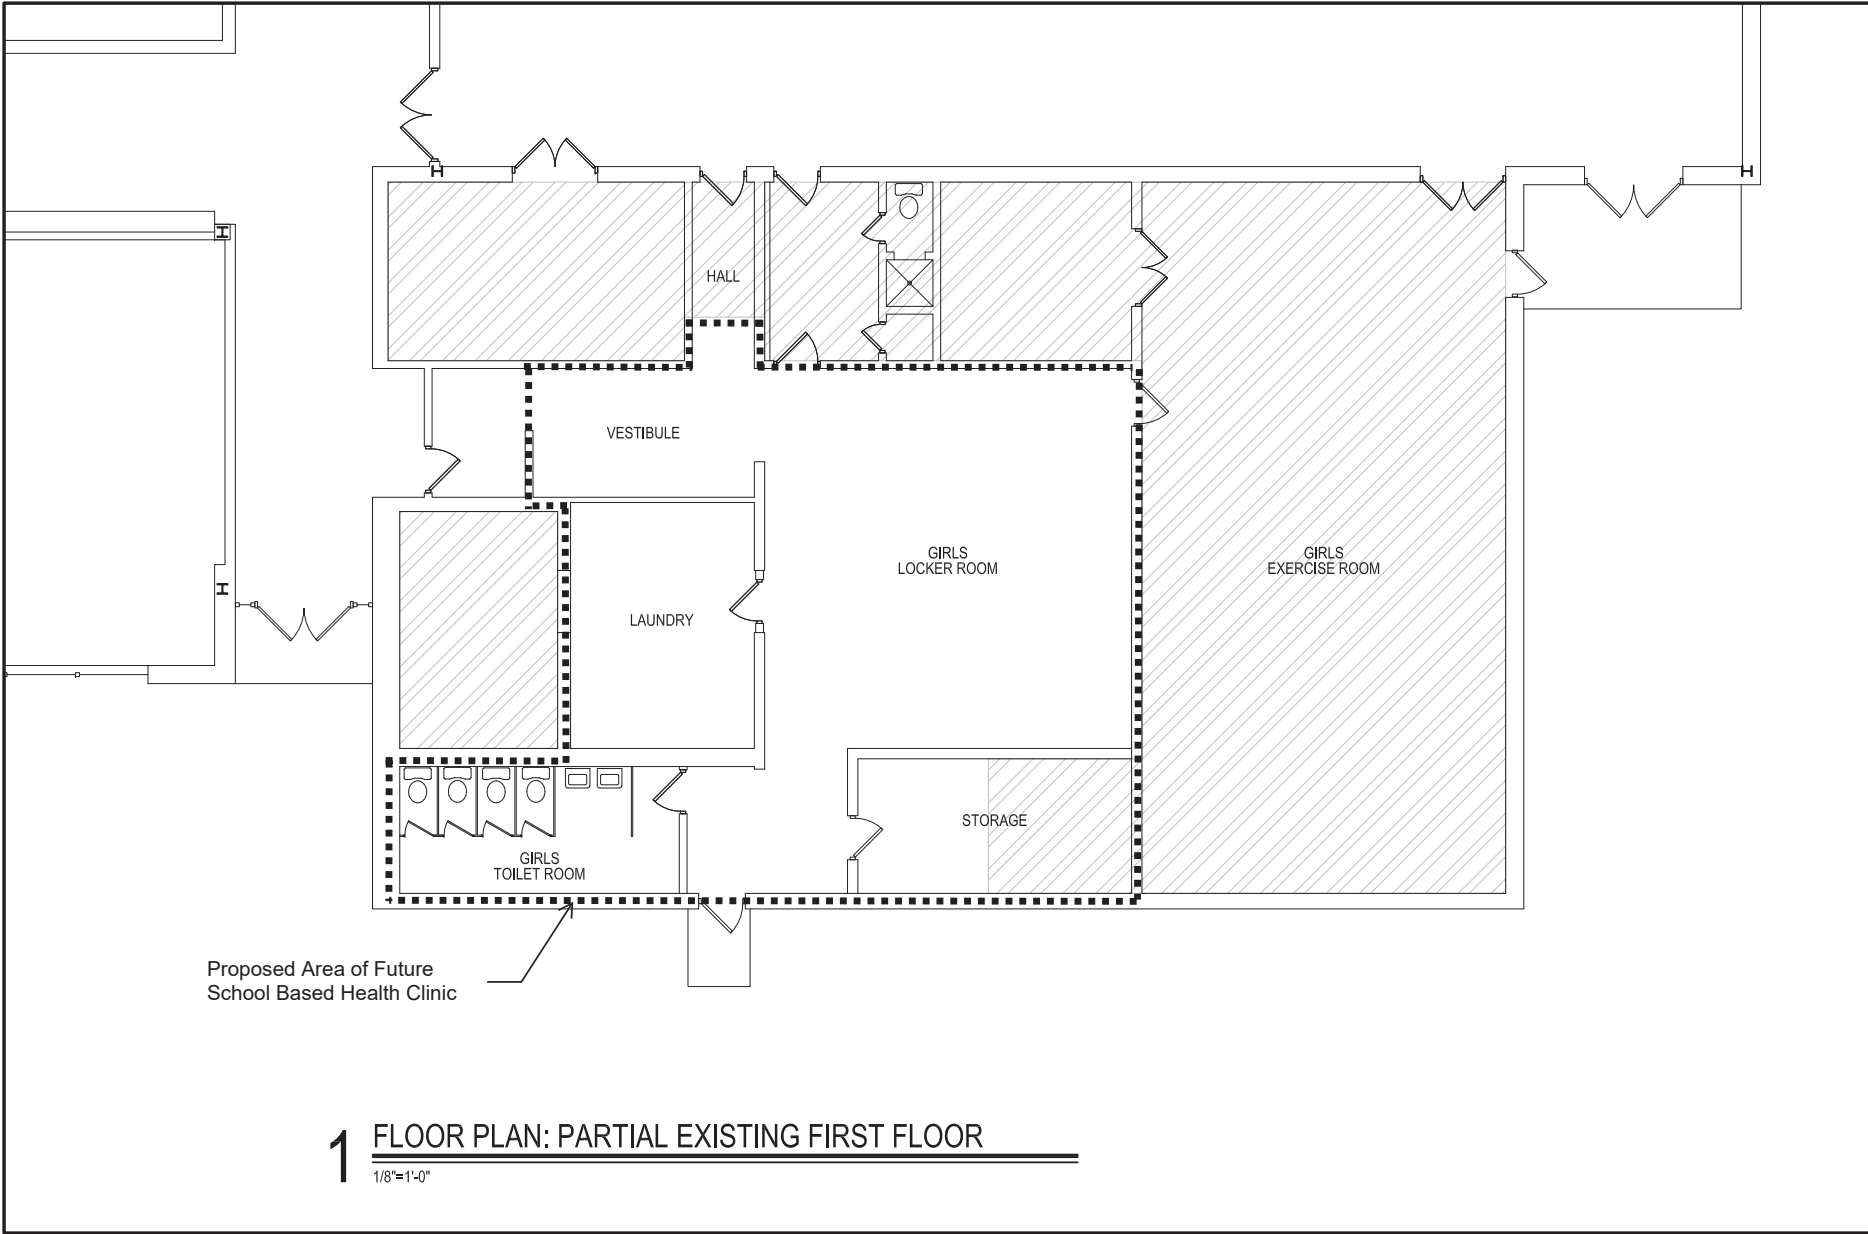 HALL
VESTIBULE
GIRLS
LOCKER ROOM
GIRLS
EXERCISE ROOM
LAUNDRY
STORAGE
GIRLS
TOILET ROOM
Proposed Area of Future
School Based Health Clinic
1
FLOOR PLAN: PARTIAL EXISTING FIRST FLOOR
1/8"=1'-0"